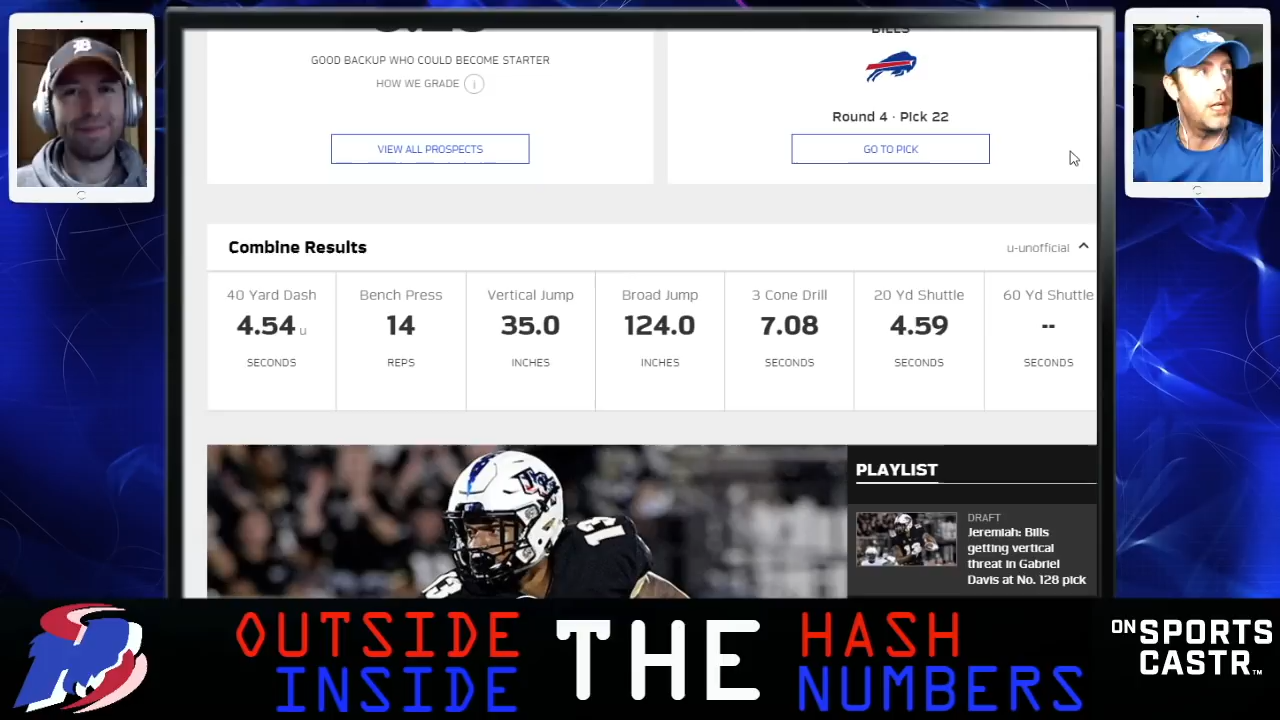 BILLS
GOOD BACKUP WHO COULD BECOME STARTER
HOW WE GRADE i
Round 4 · Pick 22
VIEW ALL PROSPECTS
GO TO PICK
Combine Results
u-unofficial
40 Yard Dash
4.54 u
SECONDS
Bench Press
14
REPS
Vertical Jump
35.0
INCHES
Broad Jump
124.0
INCHES
3 Cone Drill
7.08
SECONDS
20 Yd Shuttle
4.59
SECONDS
60 Yd Shuttle
--
SECONDS
13
PLAYLIST
DRAFT
Jeremiah: Bills
getting vertical
threat in Gabriel
Davis at No. 128 pick
OUTSIDE THE HASH
INSIDE NUMBERS
ON SPORTS
CASTR™